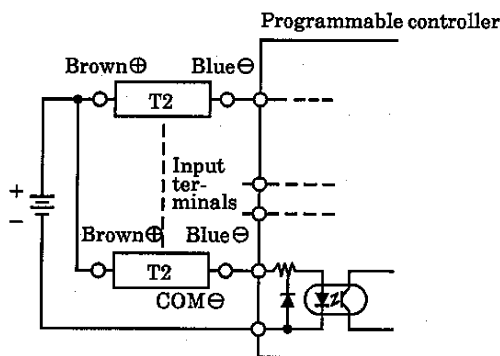 Programmable controller
Brown⊕ Blue⊖
T2
Input
ter-
minals
+
−
Brown⊕ Blue⊖
T2
COM⊖